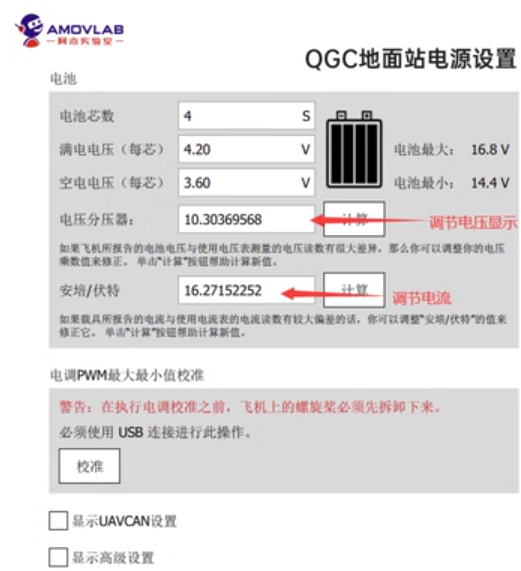 AMOVLAB
阿木实验室
QGC地面站电源设置
电池
电池芯数
4 S
满电电压（每芯） 4.20 V 电池最大： 16.8 V
空电电压（每芯） 3.60 V 电池最小： 14.4 V
电压分压器： 10.30369568 计算 调节电压显示
如果飞机所报告的电池电压与使用电压表测量的电压读数有很大差异，那么你可以调整你的电压
乘数值来修正。 单击"计算"按钮帮助计算新值。
安培/伏特 16.27152252 计算 调节电流
如果载具所报告的电流与使用电流表的电流读数有较大偏差的话，你可以调整"安培/伏特"的值来
修正它。 单击"计算"按钮帮助计算新值。
电调PWM最大最小值校准
警告：在执行电调校准之前，飞机上的螺旋桨必须先拆卸下来。
必须使用 USB 连接进行此操作。
校准
显示UAVCAN设置
显示高级设置